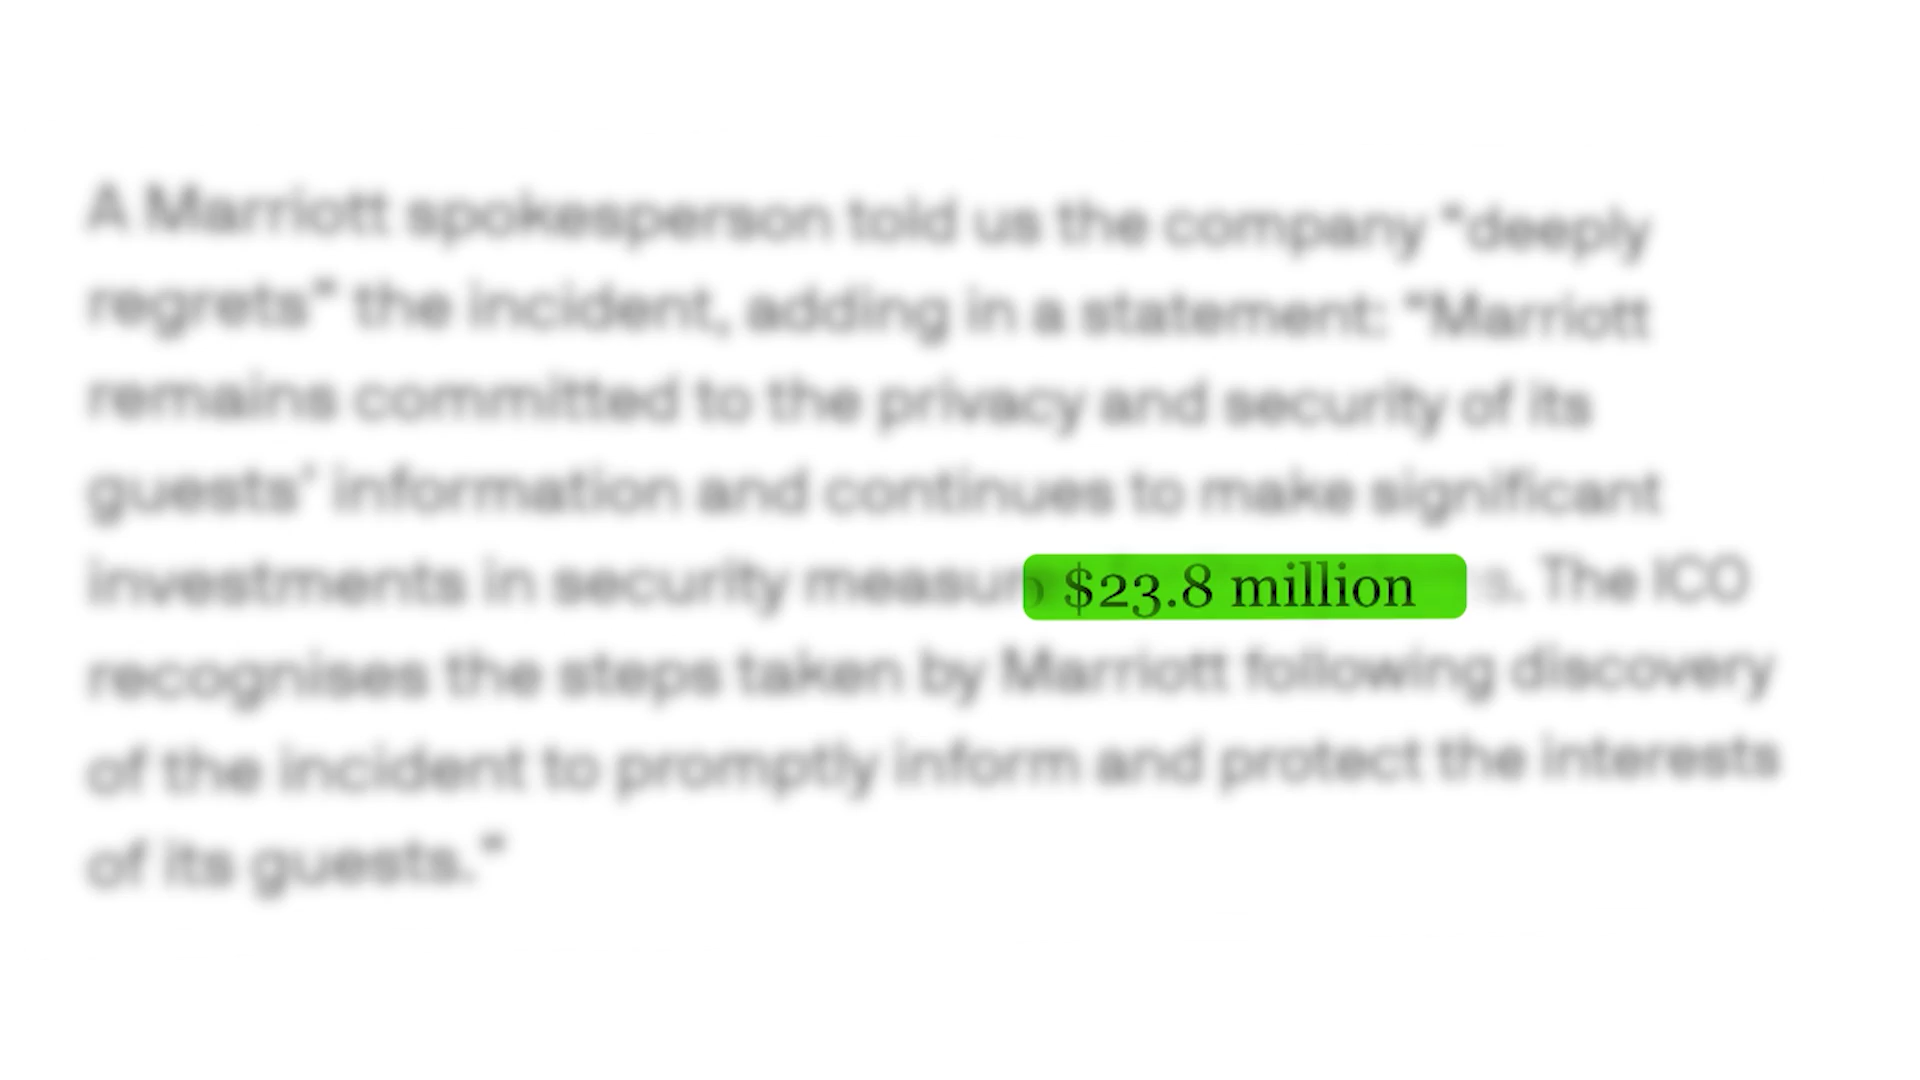 A Marriott spokesperson told us the company “deeply
regrets” the incident, adding in a statement: “Marriott
remains committed to the privacy and security of its
guests’ information and continues to make significant
investments in security $23.8 million The ICO
recognises the steps taken by Marriott following discovery
of the incident to promptly inform and protect the interests
of its guests.”